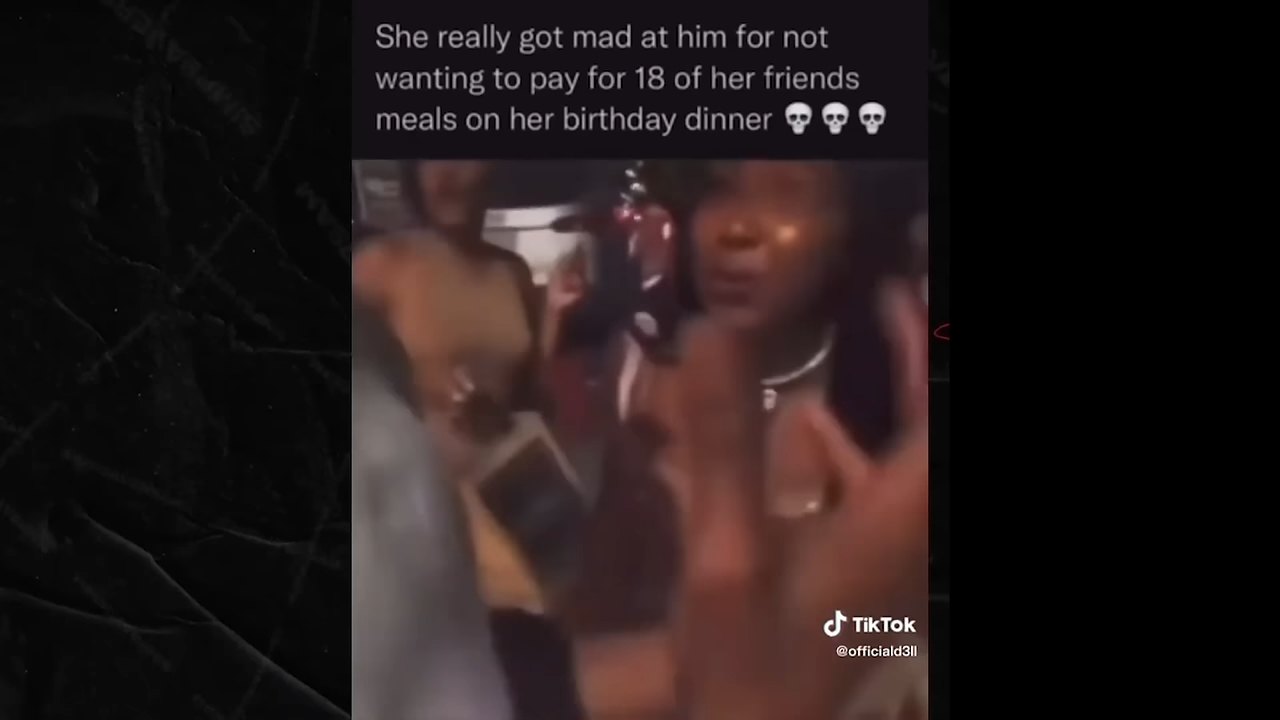 She really got mad at him for not
wanting to pay for 18 of her friends
meals on her birthday dinner 💀💀💀
TikTok
@officiald3ll